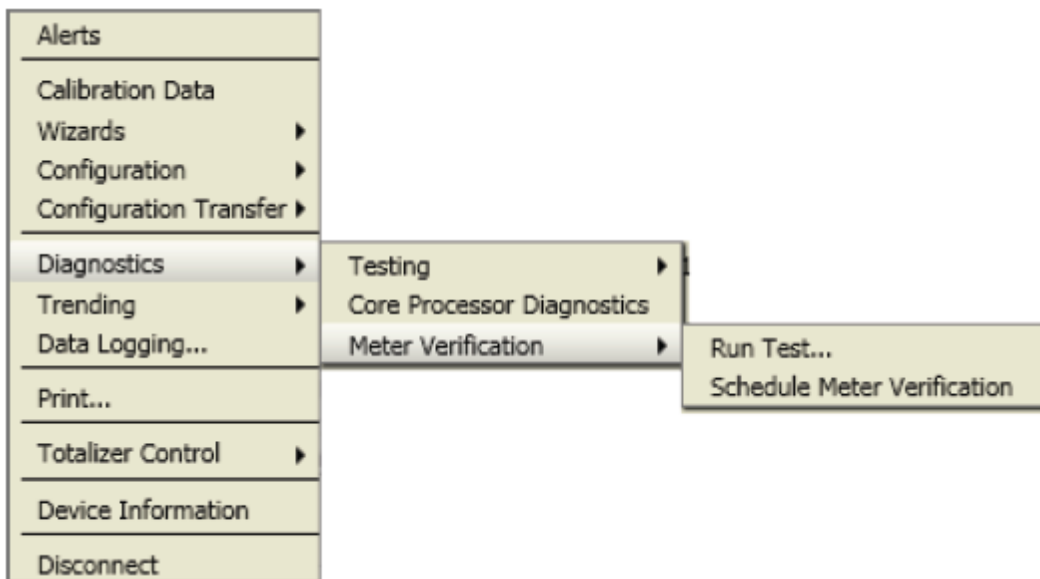 Alerts
Calibration Data
Wizards
Configuration
Configuration Transfer
Diagnostics
Trending
Data Logging...
Print...
Totalizer Control
Device Information
Disconnect
Testing
Core Processor Diagnostics
Meter Verification
Run Test...
Schedule Meter Verification